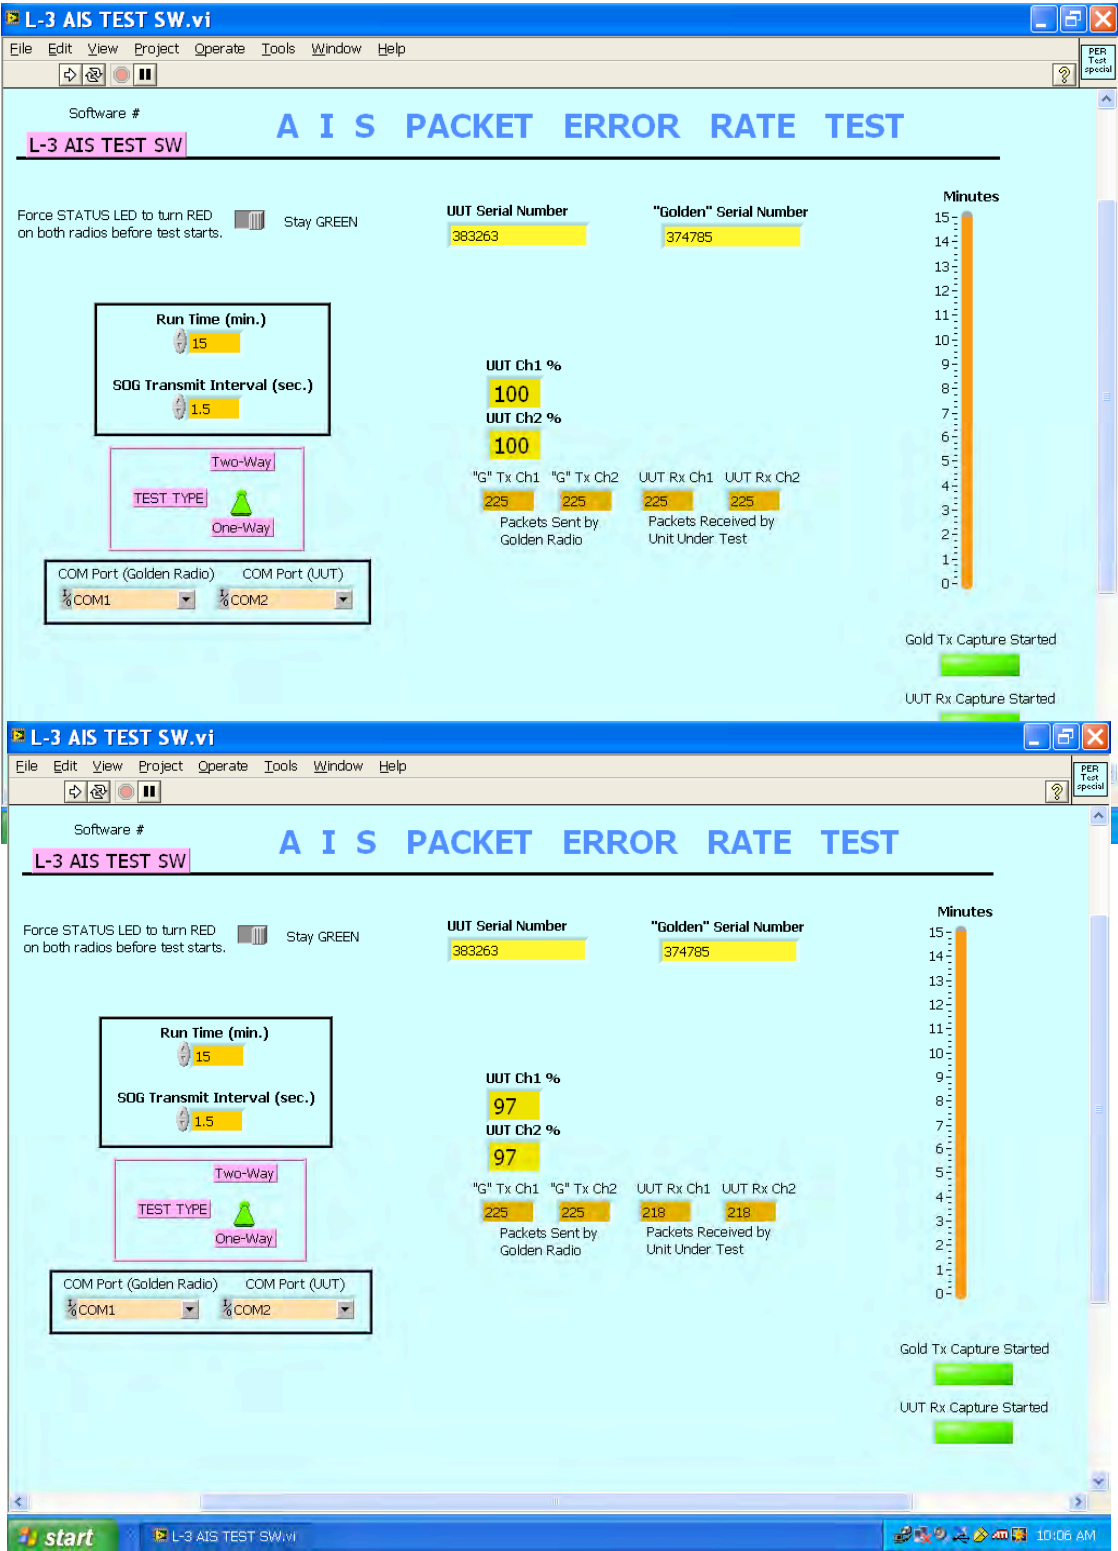 L-3 AIS TEST SW.vi
File Edit View Project Operate Tools Window Help
PER
Test
special
Software #
L-3 AIS TEST SW
A I S PACKET ERROR RATE TEST
Force STATUS LED to turn RED
on both radios before test starts.
Stay GREEN
UUT Serial Number
383263
"Golden" Serial Number
374785
Minutes
15
14
13
12
11
10
9
8
7
6
5
4
3
2
1
0
Run Time (min.)
15
SOG Transmit Interval (sec.)
1.5
UUT Ch1 %
100
UUT Ch2 %
100
Two-Way
TEST TYPE
One-Way
"G" Tx Ch1 "G" Tx Ch2 UUT Rx Ch1 UUT Rx Ch2
225 225 225 225
Packets Sent by
Golden Radio
Packets Received by
Unit Under Test
COM Port (Golden Radio) COM Port (UUT)
COM1 COM2
Gold Tx Capture Started
UUT Rx Capture Started
L-3 AIS TEST SW.vi
File Edit View Project Operate Tools Window Help
PER
Test
special
Software #
L-3 AIS TEST SW
A I S PACKET ERROR RATE TEST
Force STATUS LED to turn RED
on both radios before test starts.
Stay GREEN
UUT Serial Number
383263
"Golden" Serial Number
374785
Minutes
15
14
13
12
11
10
9
8
7
6
5
4
3
2
1
0
Run Time (min.)
15
SOG Transmit Interval (sec.)
1.5
UUT Ch1 %
97
UUT Ch2 %
97
Two-Way
TEST TYPE
One-Way
"G" Tx Ch1 "G" Tx Ch2 UUT Rx Ch1 UUT Rx Ch2
225 225 218 218
Packets Sent by
Golden Radio
Packets Received by
Unit Under Test
COM Port (Golden Radio) COM Port (UUT)
COM1 COM2
Gold Tx Capture Started
UUT Rx Capture Started
start
L-3 AIS TEST SW.vi
10:06 AM